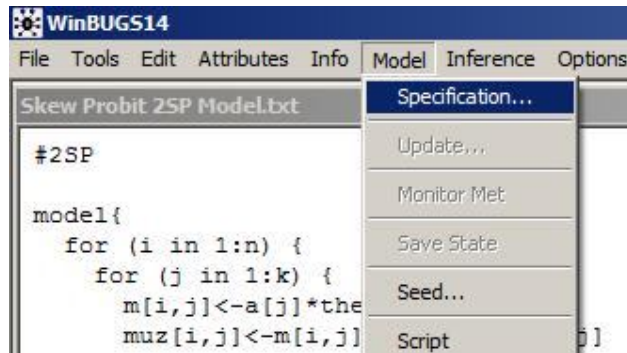 WinBUGS14
File Tools Edit Attributes Info Model Inference Options
Skew Probit 2SP Model.txt
Specification...
#2SP
Update...
Monitor Met
model{
for (i in 1:n) {
Save State
for (j in 1:k) {
m[i,j]<-a[j]*the
Seed...
muz[i,j]<-m[i,j] j]
Script